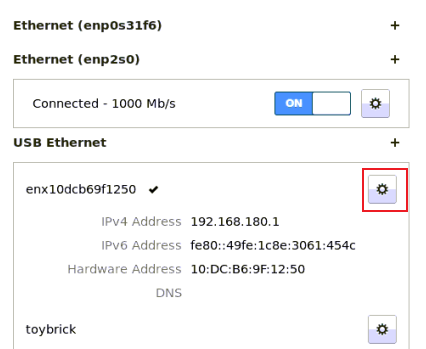 Ethernet (enp0s31f6) +
Ethernet (enp2s0) +
Connected - 1000 Mb/s ON
USB Ethernet +
enx10dcb69f1250 ✔
IPv4 Address 192.168.180.1
IPv6 Address fe80::49fe:1c8e:3061:454c
Hardware Address 10:DC:B6:9F:12:50
DNS
toybrick